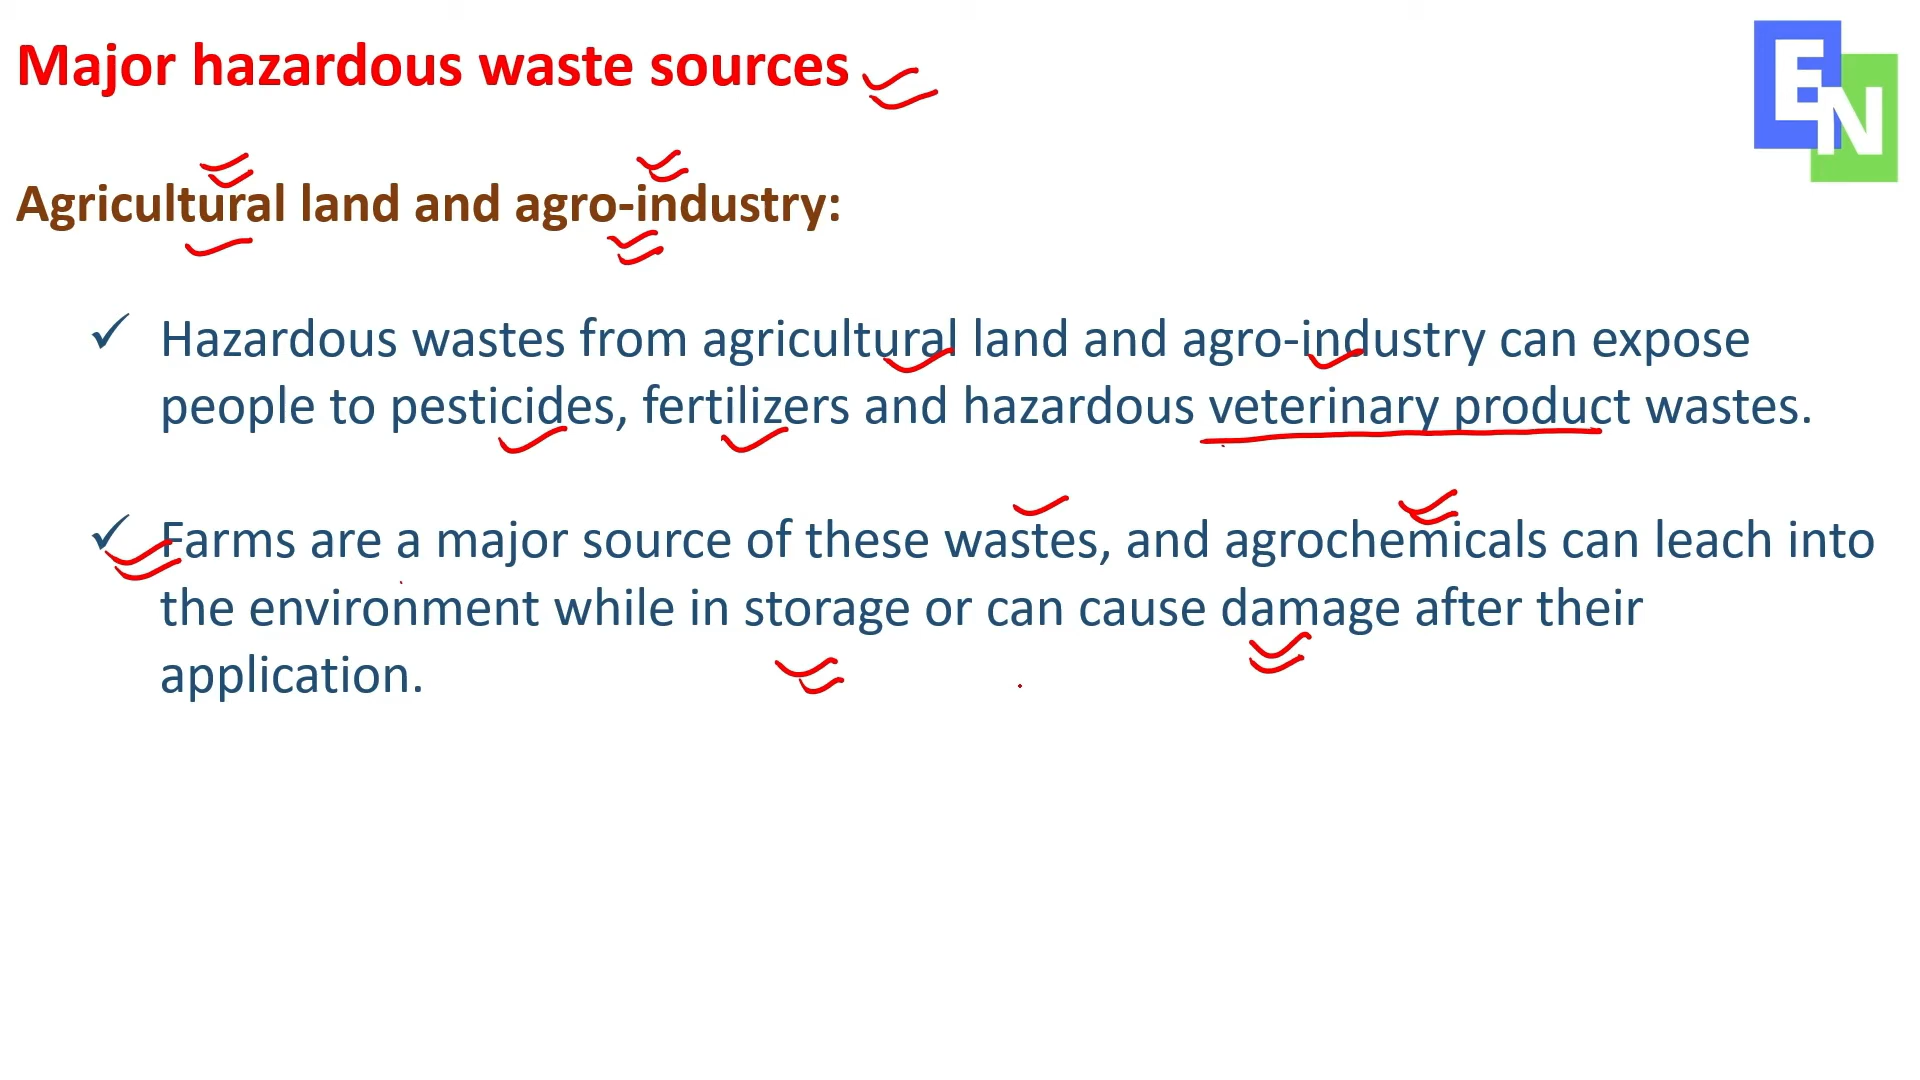 Major hazardous waste sources
EN
Agricultural land and agro-industry:
✓ Hazardous wastes from agricultural land and agro-industry can expose
people to pesticides, fertilizers and hazardous veterinary product wastes.
✓ Farms are a major source of these wastes, and agrochemicals can leach into
the environment while in storage or can cause damage after their
application.